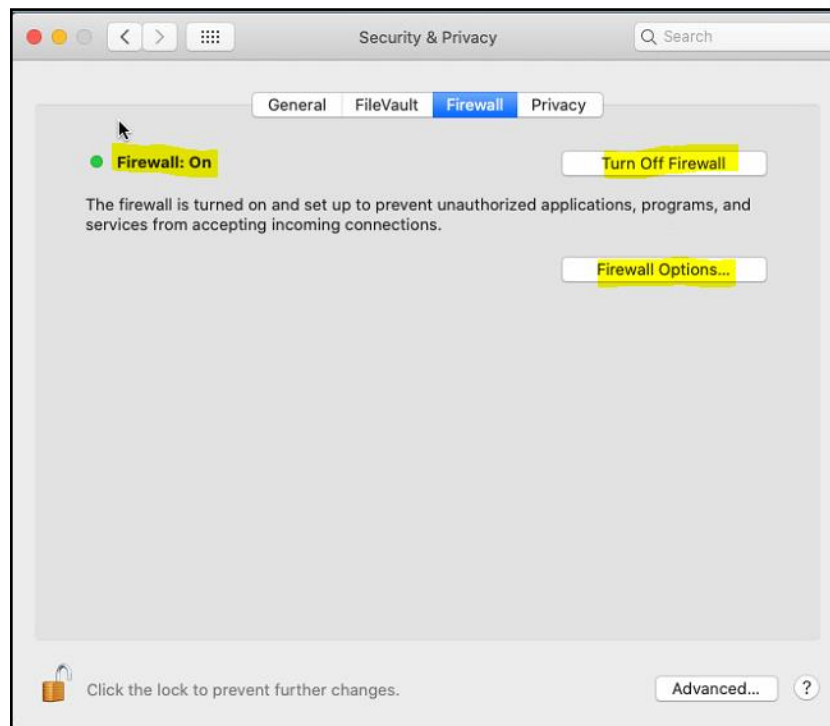 Security & Privacy
Search
General
FileVault
Firewall
Privacy
Firewall: On
Turn Off Firewall
The firewall is turned on and set up to prevent unauthorized applications, programs, and
services from accepting incoming connections.
Firewall Options...
Click the lock to prevent further changes.
Advanced...
?